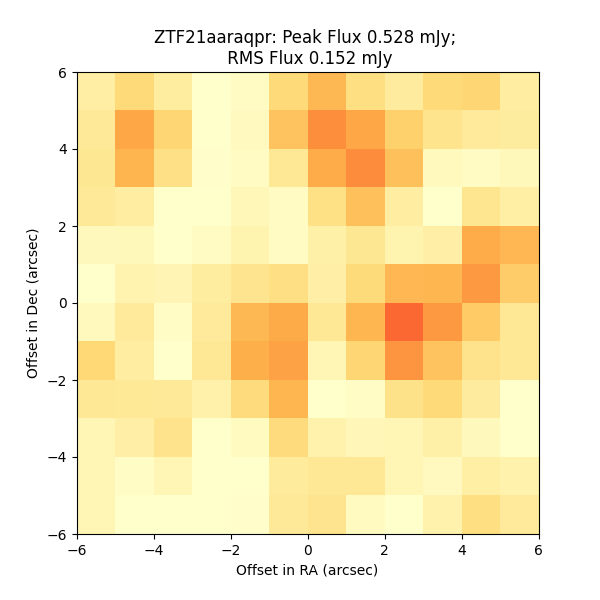 ZTF21aaraqpr: Peak Flux 0.528 mJy;
RMS Flux 0.152 mJy
6
4
2
0
−2
−4
−6
Offset in Dec (arcsec)
−6 −4 −2 0 2 4 6
Offset in RA (arcsec)